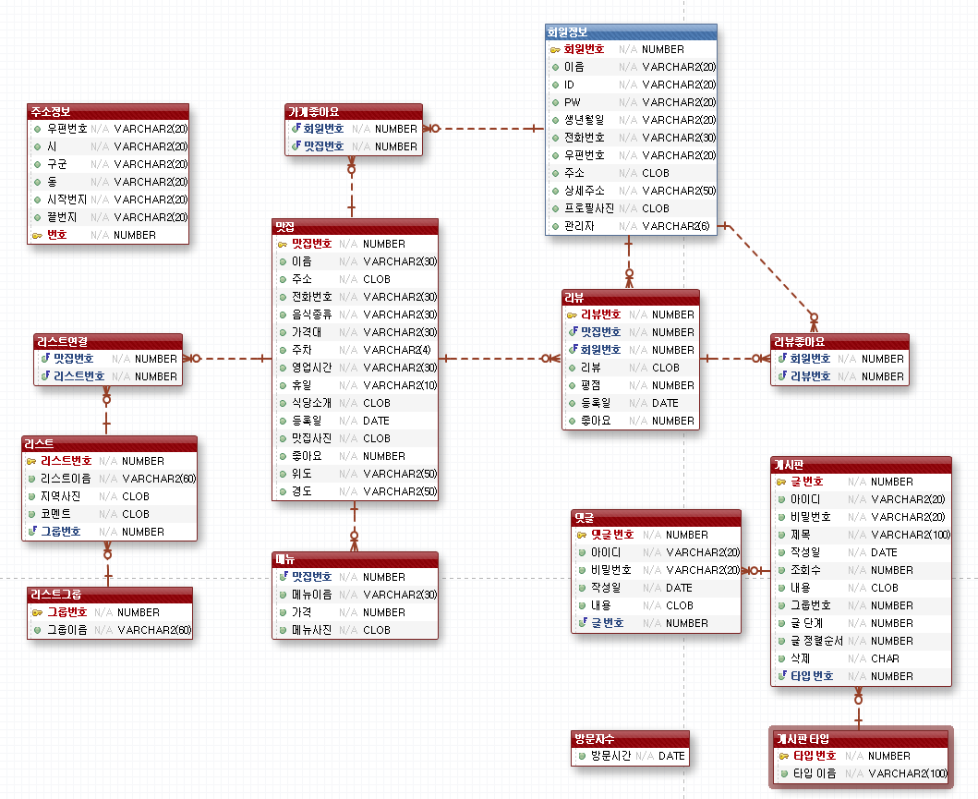 회원정보
회원번호 N/A NUMBER
이름 N/A VARCHAR2(20)
ID N/A VARCHAR2(20)
PW N/A VARCHAR2(20)
생년월일 N/A VARCHAR2(20)
전화번호 N/A VARCHAR2(30)
우편번호 N/A VARCHAR2(20)
주소 N/A CLOB
상세주소 N/A VARCHAR2(50)
프로필사진 N/A CLOB
관리자 N/A VARCHAR2(6)
주소정보
우편번호 N/A VARCHAR2(20)
시 N/A VARCHAR2(20)
구군 N/A VARCHAR2(20)
동 N/A VARCHAR2(20)
시작번지 N/A VARCHAR2(20)
끝번지 N/A VARCHAR2(20)
번호 N/A NUMBER
가게좋아요
회원번호 N/A NUMBER
맛집번호 N/A NUMBER
맛집
맛집번호 N/A NUMBER
이름 N/A VARCHAR2(30)
주소 N/A CLOB
전화번호 N/A VARCHAR2(30)
음식종류 N/A VARCHAR2(30)
가격대 N/A VARCHAR2(30)
주차 N/A VARCHAR2(4)
영업시간 N/A VARCHAR2(30)
휴일 N/A VARCHAR2(10)
식당소개 N/A CLOB
등록일 N/A DATE
맛집사진 N/A CLOB
좋아요 N/A NUMBER
위도 N/A VARCHAR2(50)
경도 N/A VARCHAR2(50)
리뷰
리뷰번호 N/A NUMBER
맛집번호 N/A NUMBER
회원번호 N/A NUMBER
리뷰 N/A CLOB
평점 N/A NUMBER
등록일 N/A DATE
좋아요 N/A NUMBER
리뷰좋아요
회원번호 N/A NUMBER
리뷰번호 N/A NUMBER
리스트연결
맛집번호 N/A NUMBER
리스트번호 N/A NUMBER
리스트
리스트번호 N/A NUMBER
리스트이름 N/A VARCHAR2(60)
지역사진 N/A CLOB
코멘트 N/A CLOB
그룹번호 N/A NUMBER
리스트그룹
그룹번호 N/A NUMBER
그룹이름 N/A VARCHAR2(60)
메뉴
맛집번호 N/A NUMBER
메뉴이름 N/A VARCHAR2(30)
가격 N/A NUMBER
메뉴사진 N/A CLOB
댓글
댓글번호 N/A NUMBER
아이디 N/A VARCHAR2(20)
비밀번호 N/A VARCHAR2(20)
작성일 N/A DATE
내용 N/A CLOB
글번호 N/A NUMBER
게시판
글번호 N/A NUMBER
아이디 N/A VARCHAR2(20)
비밀번호 N/A VARCHAR2(20)
제목 N/A VARCHAR2(100)
작성일 N/A DATE
조회수 N/A NUMBER
내용 N/A CLOB
그룹번호 N/A NUMBER
글 단계 N/A NUMBER
글 정렬순서 N/A NUMBER
삭제 N/A CHAR
타입 번호 N/A NUMBER
방문자수
방문시간 N/A DATE
게시판 타입
타입 번호 N/A NUMBER
타입 이름 N/A VARCHAR2(100)